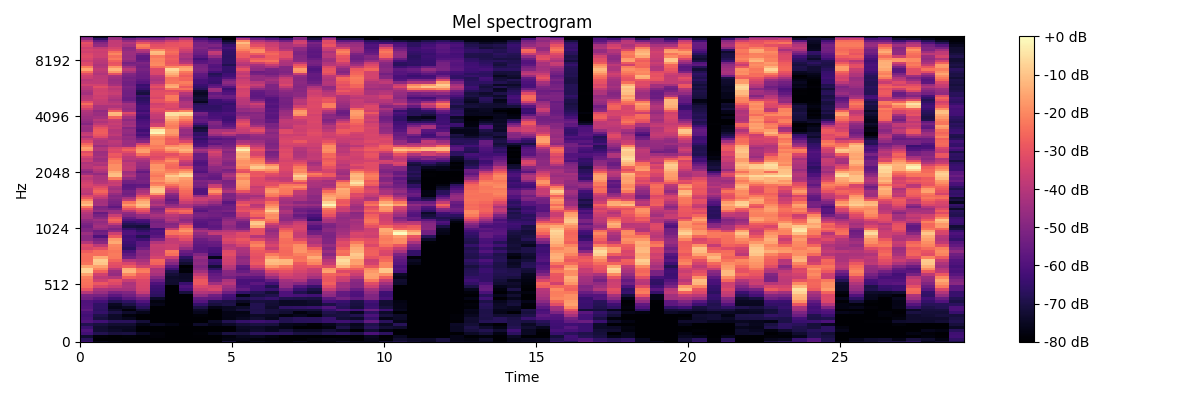 Mel spectrogram
8192
4096
2048
1024
512
0
Hz
0 5 10 15 20 25
Time
+0 dB
-10 dB
-20 dB
-30 dB
-40 dB
-50 dB
-60 dB
-70 dB
-80 dB